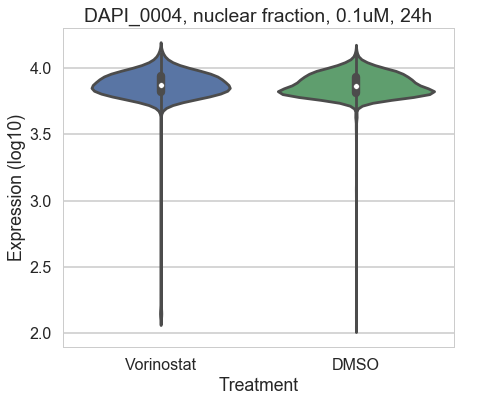 DAPI_0004, nuclear fraction, 0.1uM, 24h
4.0
3.5
3.0
2.5
2.0
Expression (log10)
Vorinostat DMSO
Treatment